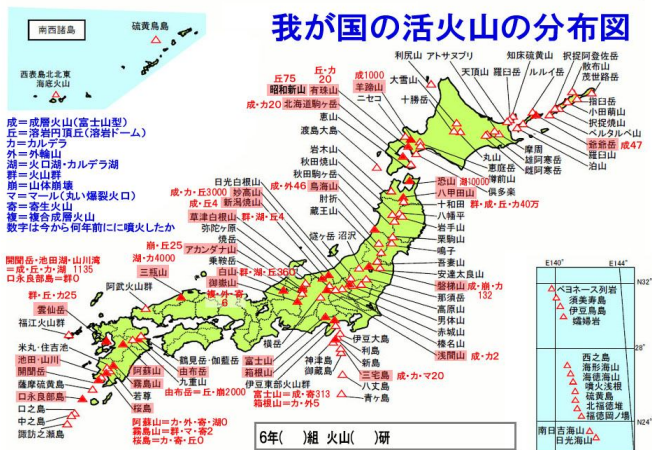 我が国の活火山の分布図
南西諸島
硫黄鳥島
西表島北北東
海底火山
成=成層火山(富士山型)
丘=溶岩円頂丘(溶岩ドーム)
カ=カルデラ
外=外輪山
湖=火口湖・カルデラ湖
群=火山群
崩=山体崩壊
マ=マール(丸い爆裂火口)
寄=寄生火山
複=複合成層火山
数字は今から何年前にに噴火したか
利尻山
アトサヌプリ
知床硫黄山
択捉阿登佐岳
天頂山
羅臼岳
ルルイ岳
散布山
茂世路岳
大雪山
十勝岳
指臼岳
小田萌山
択捉焼山
ベルタルベ山
爺爺岳 成47
羅臼山
泊山
丸山
摩周
雄阿寒岳
雌阿寒岳
恵庭岳
樽前山
倶多楽
丘75
丘・カ
20
成1000
昭和新山
有珠山
羊蹄山
成・カ20
北海道駒ヶ岳
ニセコ
恵山
渡島大島
岩木山
秋田焼山
秋田駒ヶ岳
成・外46
鳥海山
肘折
蔵王山
燧ヶ岳
沼沢
恐山
湖10000
八甲田山
十和田
群・成・丘・カ40万
八幡平
岩手山
栗駒山
鳴子
吾妻山
安達太良山
磐梯山
成・崩・カ
132
那須岳
高原山
男体山
赤城山
榛名山
浅間山
成・カ2
日光白根山
成・カ・丘3000
妙高山
成・丘4
新潟焼山
草津白根山
群・湖・丘4
弥陀ヶ原
焼岳
アカンダナ山
乗鞍岳
白山
群・湖・丘360
御嶽山
複・外・寄
6
崩・丘25
湖・カ4000
三瓶山
阿武火山群
開聞岳・池田湖・山川湾
=成・丘・カ・湖 1135
口永良部島=群0
群・丘・カ25
雲仙岳
福江火山群
米丸・住吉池
池田・山川
開聞岳
薩摩硫黄島
口永良部島
口之島
中之島
諏訪之瀬島
鶴見岳・伽藍岳
阿蘇山
由布岳
霧島山
九重山
若尊
桜島
由布岳=丘・崩2000
阿蘇山=カ・外・寄・湖0
霧島山=群・マ・寄2
桜島=カ・寄・丘0
横岳
富士山
箱根山
伊豆東部火山群
富士山=成・寄313
箱根山=カ・外5
伊豆大島
利島
新島
神津島
三宅島
成・カ・マ20
御蔵島
八丈島
青ヶ島
6年( )組 火山( )研
E140°
E144°
N32°
28°
N24°
ベヨネース列岩
須美寿島
伊豆鳥島
孀婦岩
西之島
海形海山
海徳海山
噴火浅根
硫黄島
北福徳堆
福徳岡ノ場
南日吉海山
日光海山